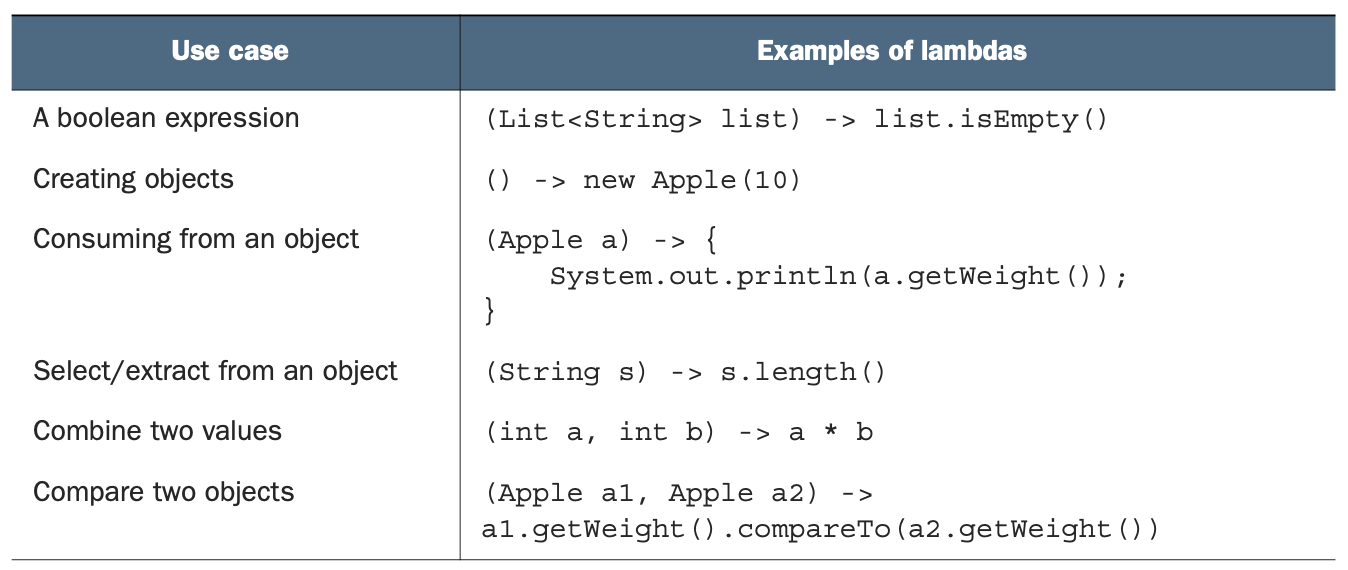 Use case Examples of lambdas
A boolean expression (List<String> list) -> list.isEmpty()
Creating objects () -> new Apple(10)
Consuming from an object (Apple a) -> {
    System.out.println(a.getWeight());
}
Select/extract from an object (String s) -> s.length()
Combine two values (int a, int b) -> a * b
Compare two objects (Apple a1, Apple a2) ->
a1.getWeight().compareTo(a2.getWeight())